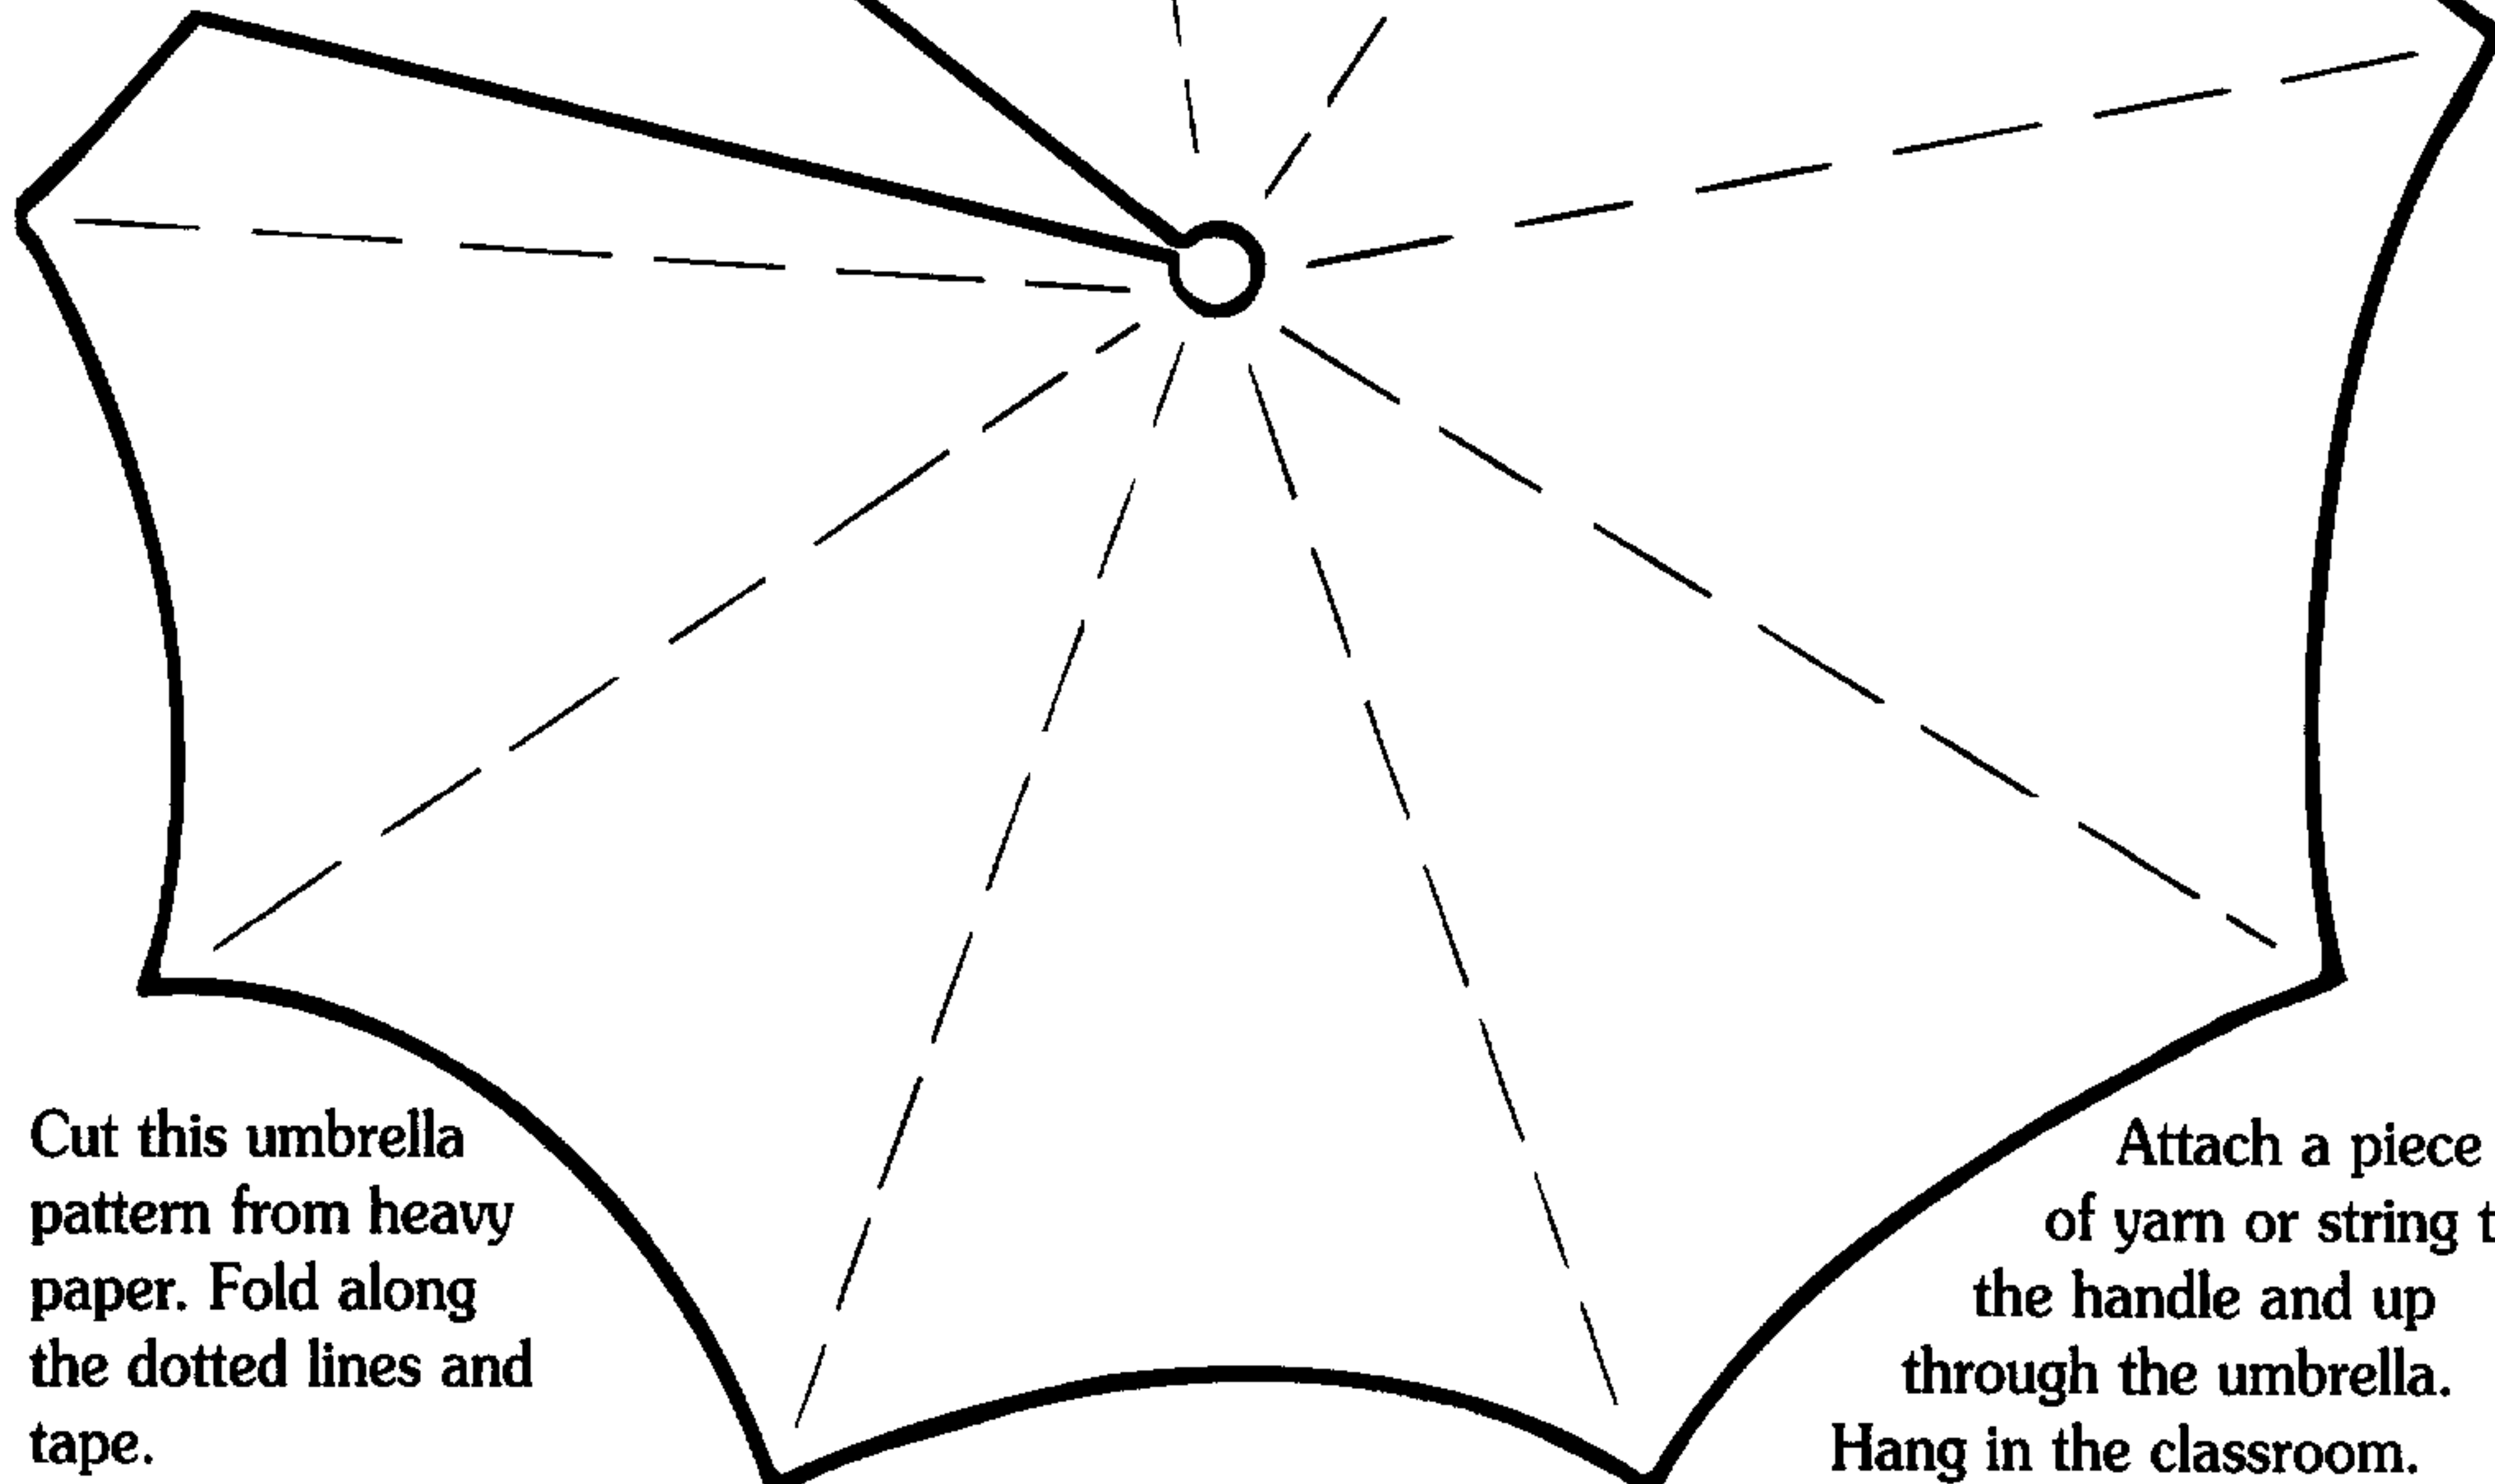 Cut this umbrella
pattern from heavy
paper. Fold along
the dotted lines and
tape.
Attach a piece
of yarn or string t
the handle and up
through the umbrella.
Hang in the classroom.